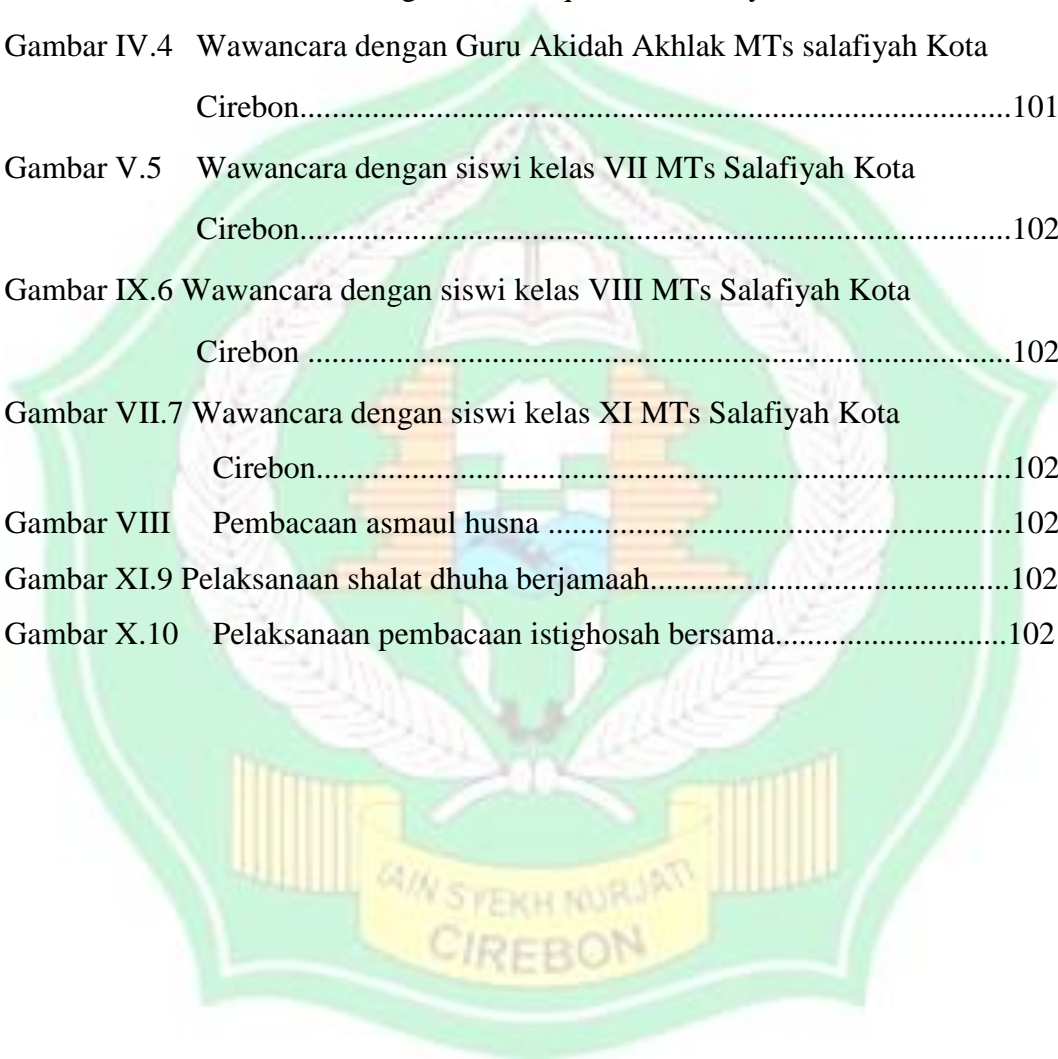 Gambar IV.4 Wawancara dengan Guru Akidah Akhlak MTs salafiyah Kota
Cirebon.........................................................................................101
Gambar V.5 Wawancara dengan siswi kelas VII MTs Salafiyah Kota
Cirebon.........................................................................................102
Gambar IX.6 Wawancara dengan siswi kelas VIII MTs Salafiyah Kota
Cirebon ........................................................................................102
Gambar VII.7 Wawancara dengan siswi kelas XI MTs Salafiyah Kota
Cirebon.......................................................................................102
Gambar VIII Pembacaan asmaul husna ..........................................................102
Gambar XI.9 Pelaksanaan shalat dhuha berjamaah.............................................102
Gambar X.10 Pelaksanaan pembacaan istighosah bersama.............................102
IAIN SYEKH NURJATI
CIREBON